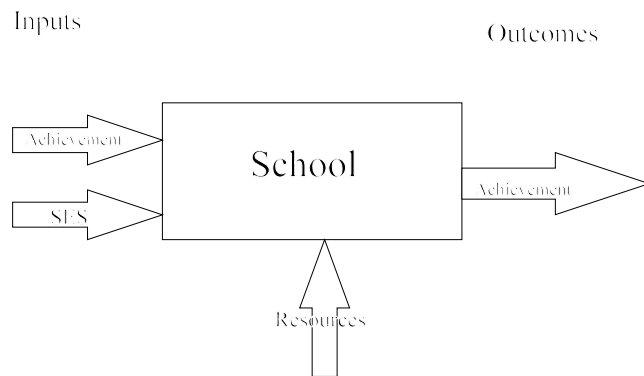 Inputs
Outcomes
Achievement
School
Achievement
SES
Resources